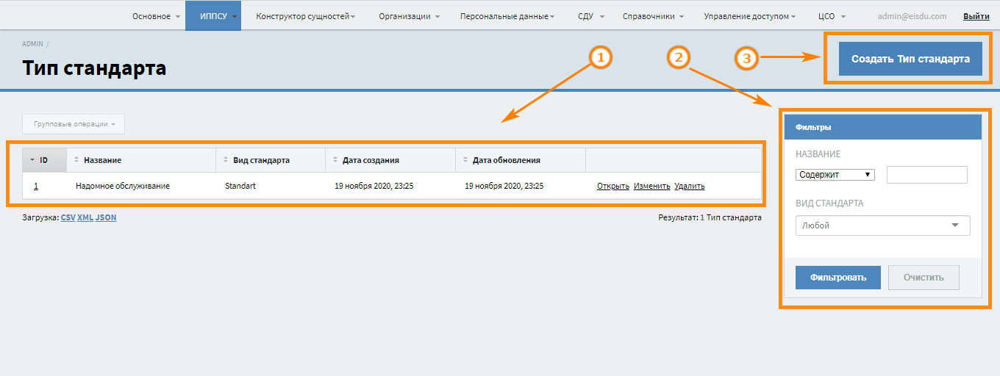 Основное ИППСУ Конструктор сущностей Организации Персональные данные СДУ Справочники Управление доступом ЦСО admin@eisdu.com Выйти
ADMIN /
Тип стандарта
1
2
3
Создать Тип стандарта
Групповые операции
ID Название Вид стандарта Дата создания Дата обновления
1 Надомное обслуживание Standart 19 ноября 2020, 23:25 19 ноября 2020, 23:25 Открыть Изменить Удалить
Загрузка: CSV XML JSON
Результат: 1 Тип стандарта
Фильтры
НАЗВАНИЕ
Содержит
ВИД СТАНДАРТА
Любой
Фильтровать Очистить